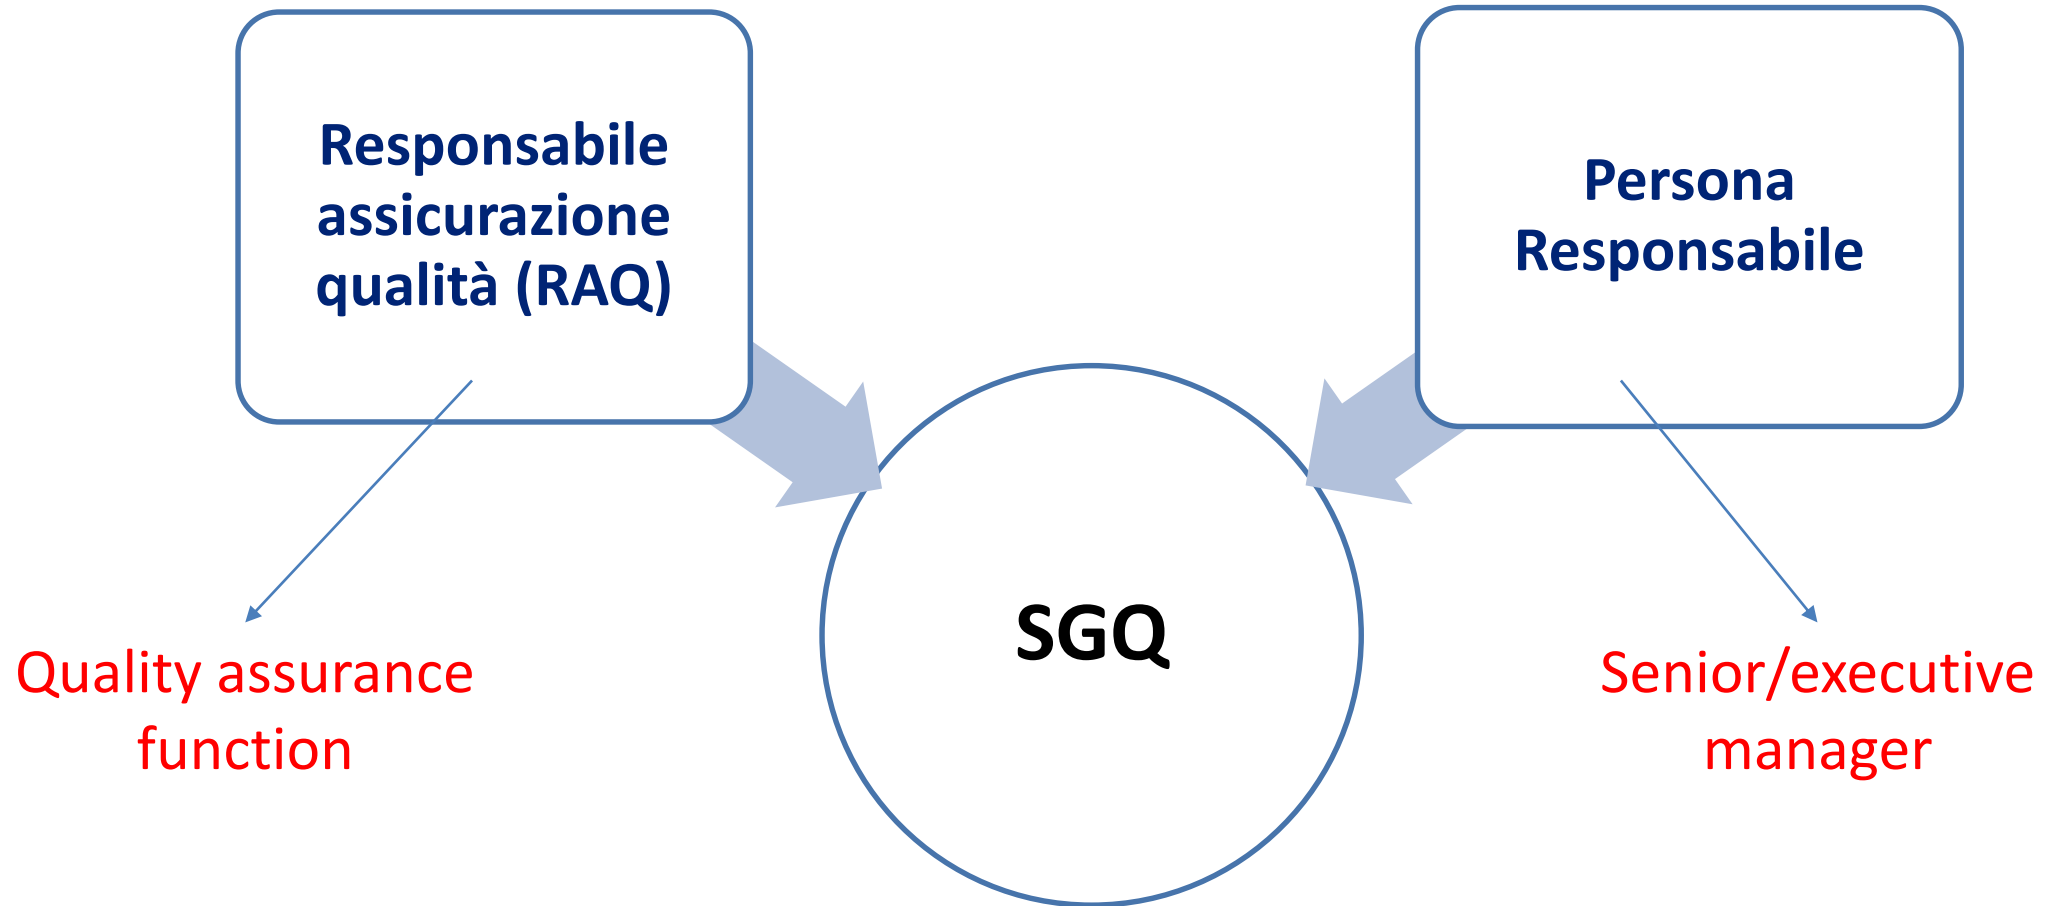 Responsabile
assicurazione
qualità (RAQ)
Persona
Responsabile
SGQ
Quality assurance
function
Senior/executive
manager